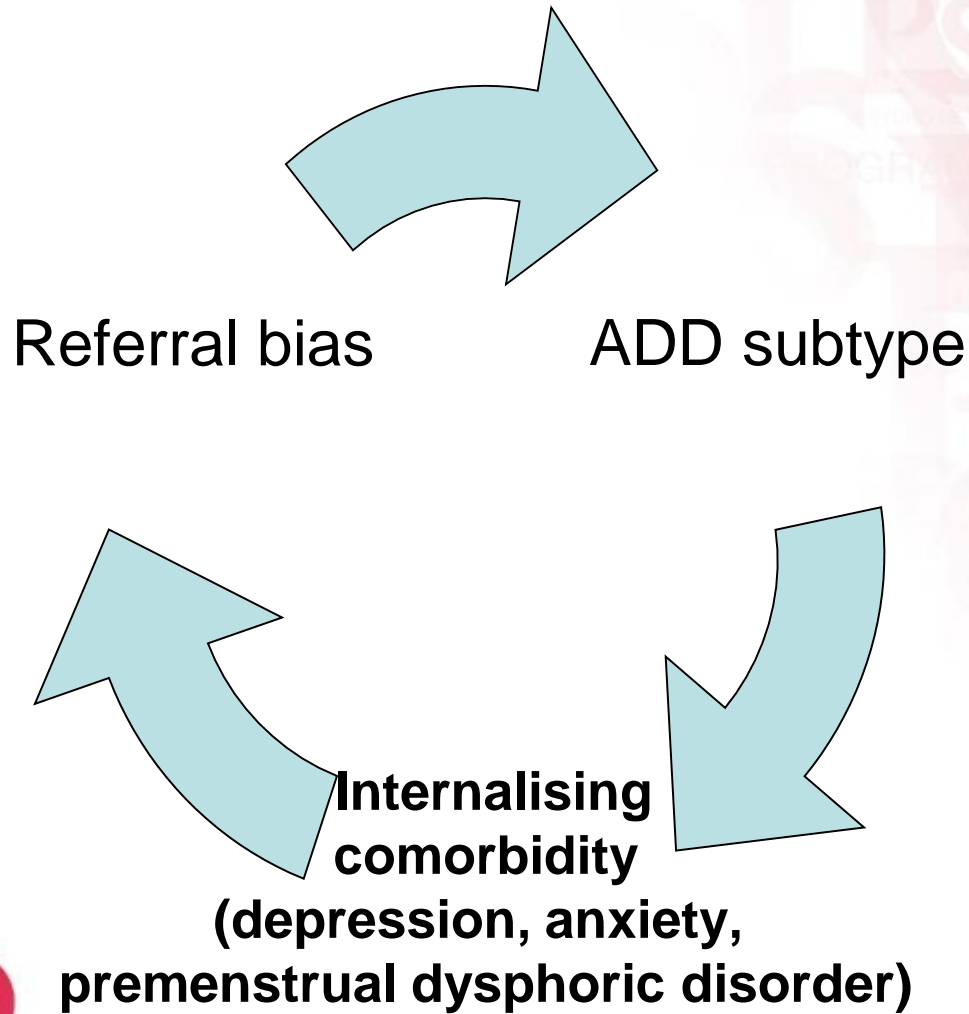 Referral bias
ADD subtype
Internalising
comorbidity
(depression, anxiety,
premenstrual dysphoric disorder)